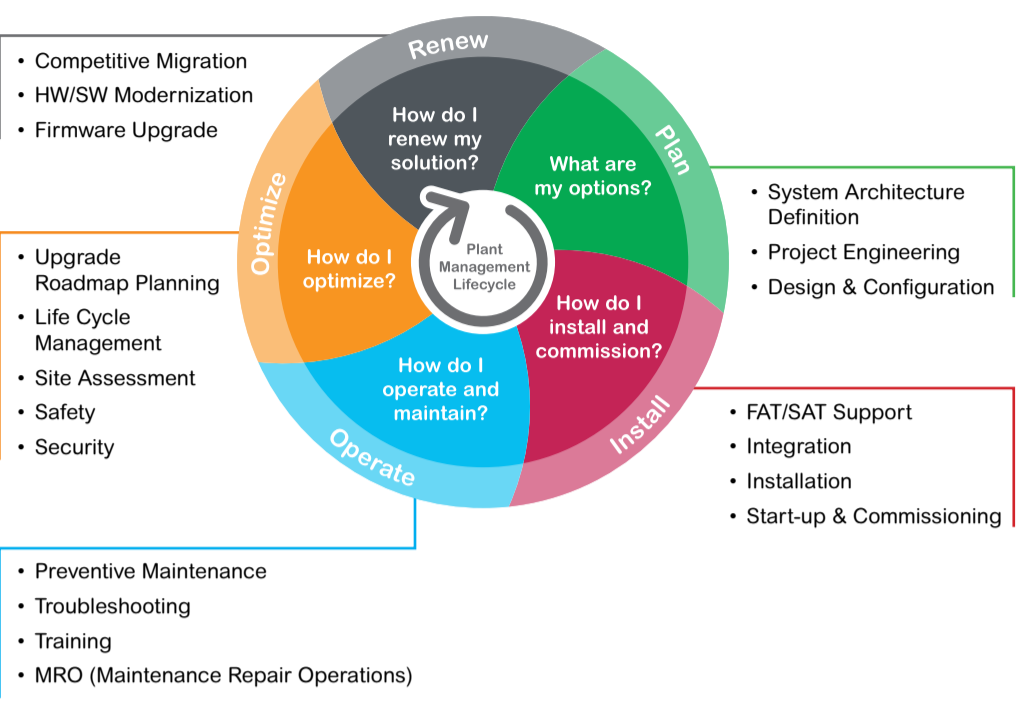 Renew
• Competitive Migration
• HW/SW Modernization
• Firmware Upgrade
How do I
renew my
solution?
Plan
What are
my options?
• System Architecture
Definition
• Project Engineering
• Design & Configuration
Optimize
How do I
optimize?
• Upgrade
Roadmap Planning
• Life Cycle
Management
• Site Assessment
• Safety
• Security
Plant
Management
Lifecycle
How do I
install and
commission?
Install
• FAT/SAT Support
• Integration
• Installation
• Start-up & Commissioning
How do I
operate and
maintain?
Operate
• Preventive Maintenance
• Troubleshooting
• Training
• MRO (Maintenance Repair Operations)